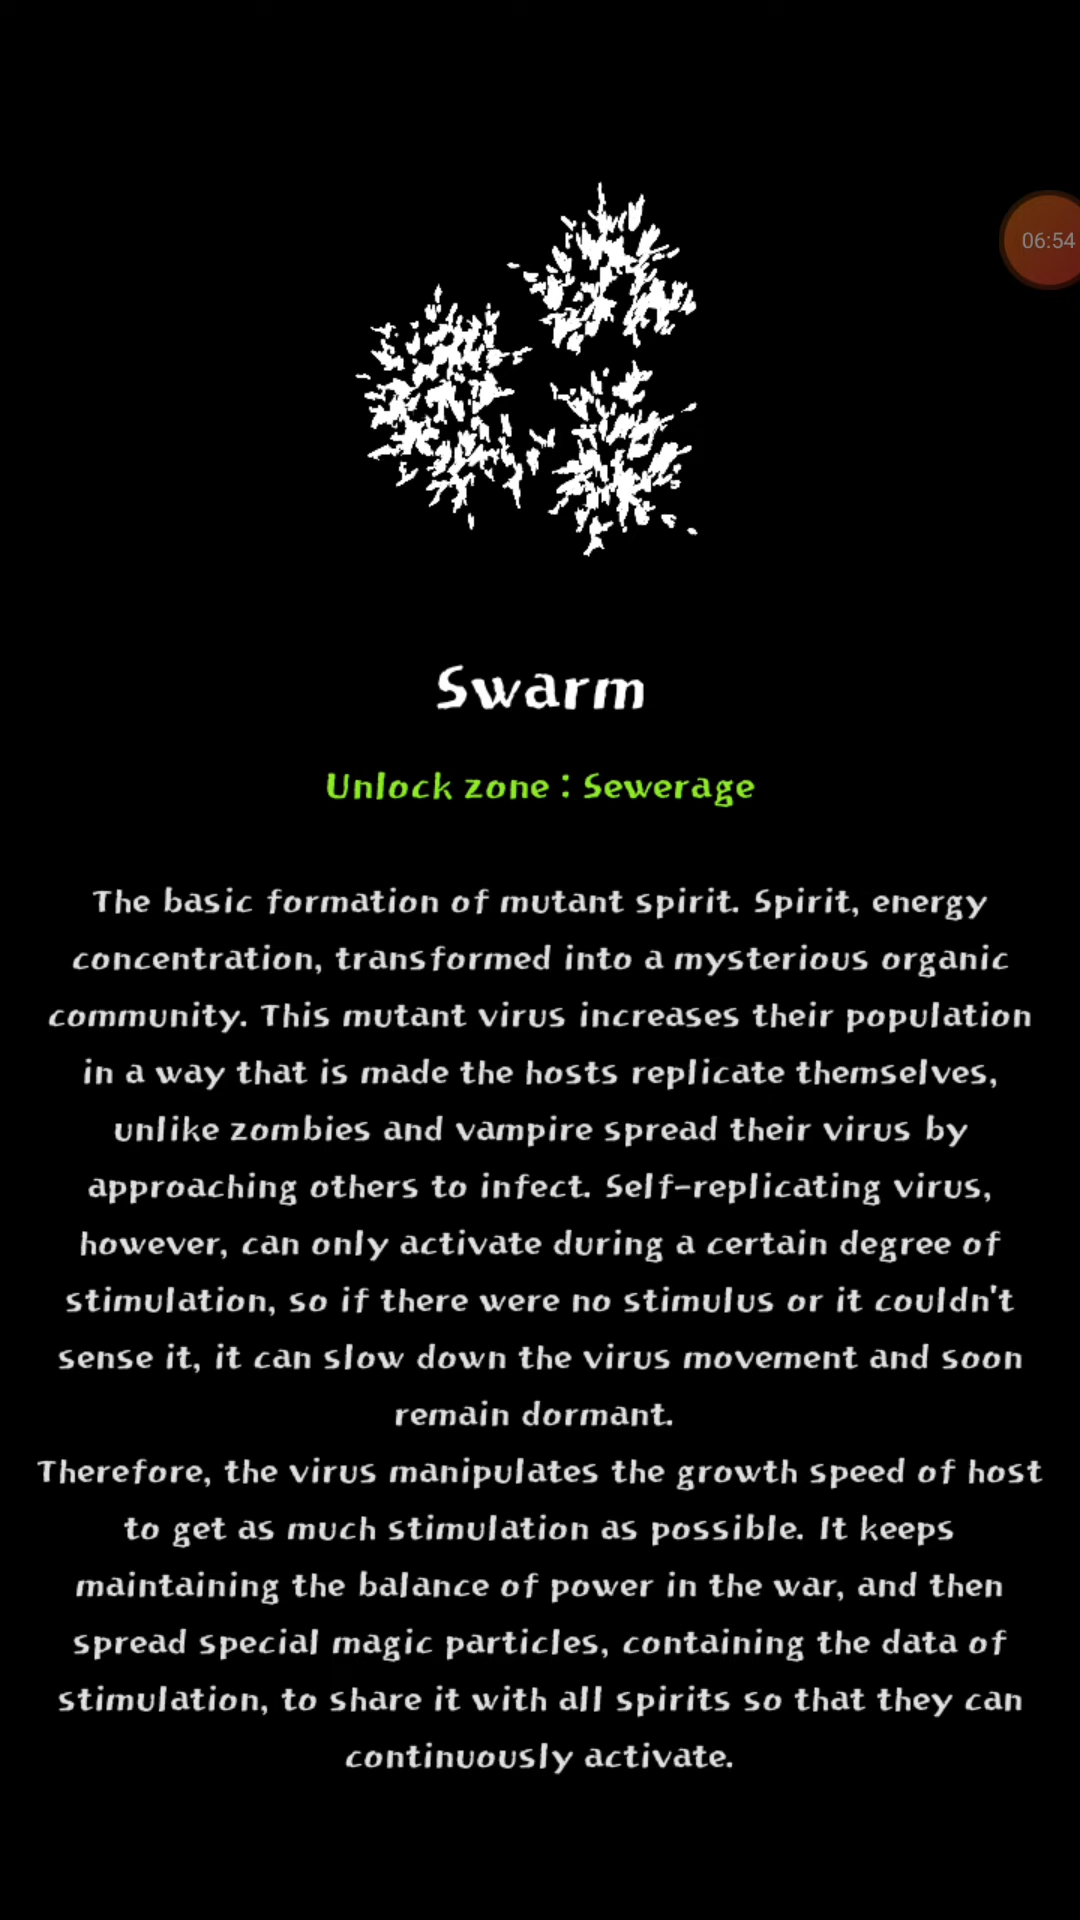 06:54
Swarm
Unlock zone : Sewerage
The basic formation of mutant spirit. Spirit, energy
concentration, transformed into a mysterious organic
community. This mutant virus increases their population
in a way that is made the hosts replicate themselves,
unlike zombies and vampire spread their virus by
approaching others to infect. Self-replicating virus,
however, can only activate during a certain degree of
stimulation, so if there were no stimulus or it couldn't
sense it, it can slow down the virus movement and soon
remain dormant.
Therefore, the virus manipulates the growth speed of host
to get as much stimulation as possible. It keeps
maintaining the balance of power in the war, and then
spread special magic particles, containing the data of
stimulation, to share it with all spirits so that they can
continuously activate.